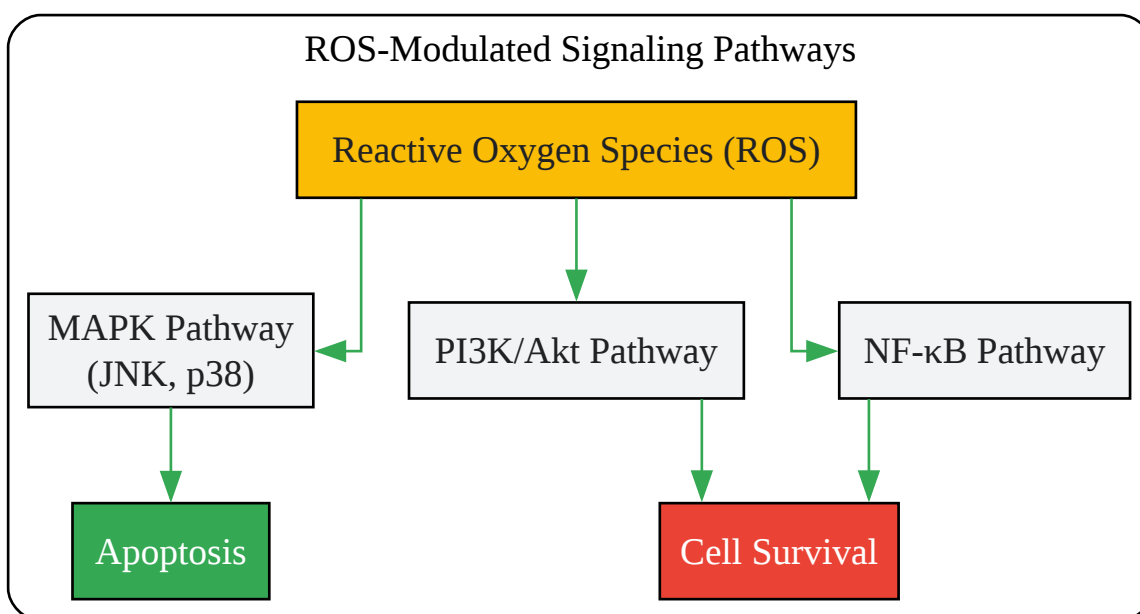 ROS-Modulated Signaling Pathways
Reactive Oxygen Species (ROS)
MAPK Pathway
(JNK, p38)
PI3K/Akt Pathway
NF-κB Pathway
Apoptosis
Cell Survival